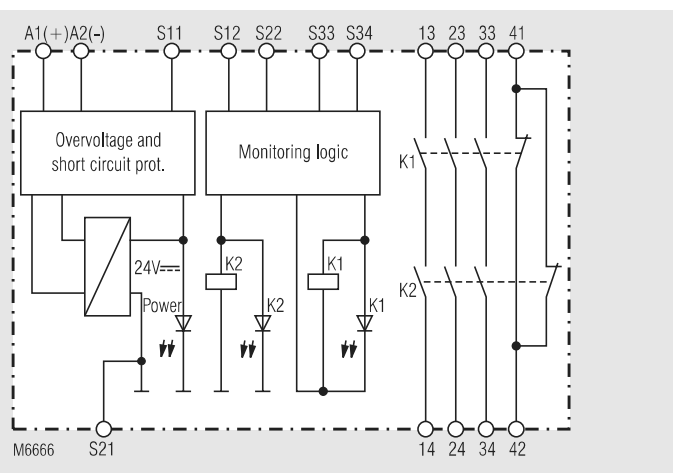 A1(+) A2(-) S11 S12 S22 S33 S34 13 23 33 41
Overvoltage and
short circuit prot.
Monitoring logic
K1
24V⎓
K2
K1
K2
Power
K2
K1
M6666
S21
14 24 34 42